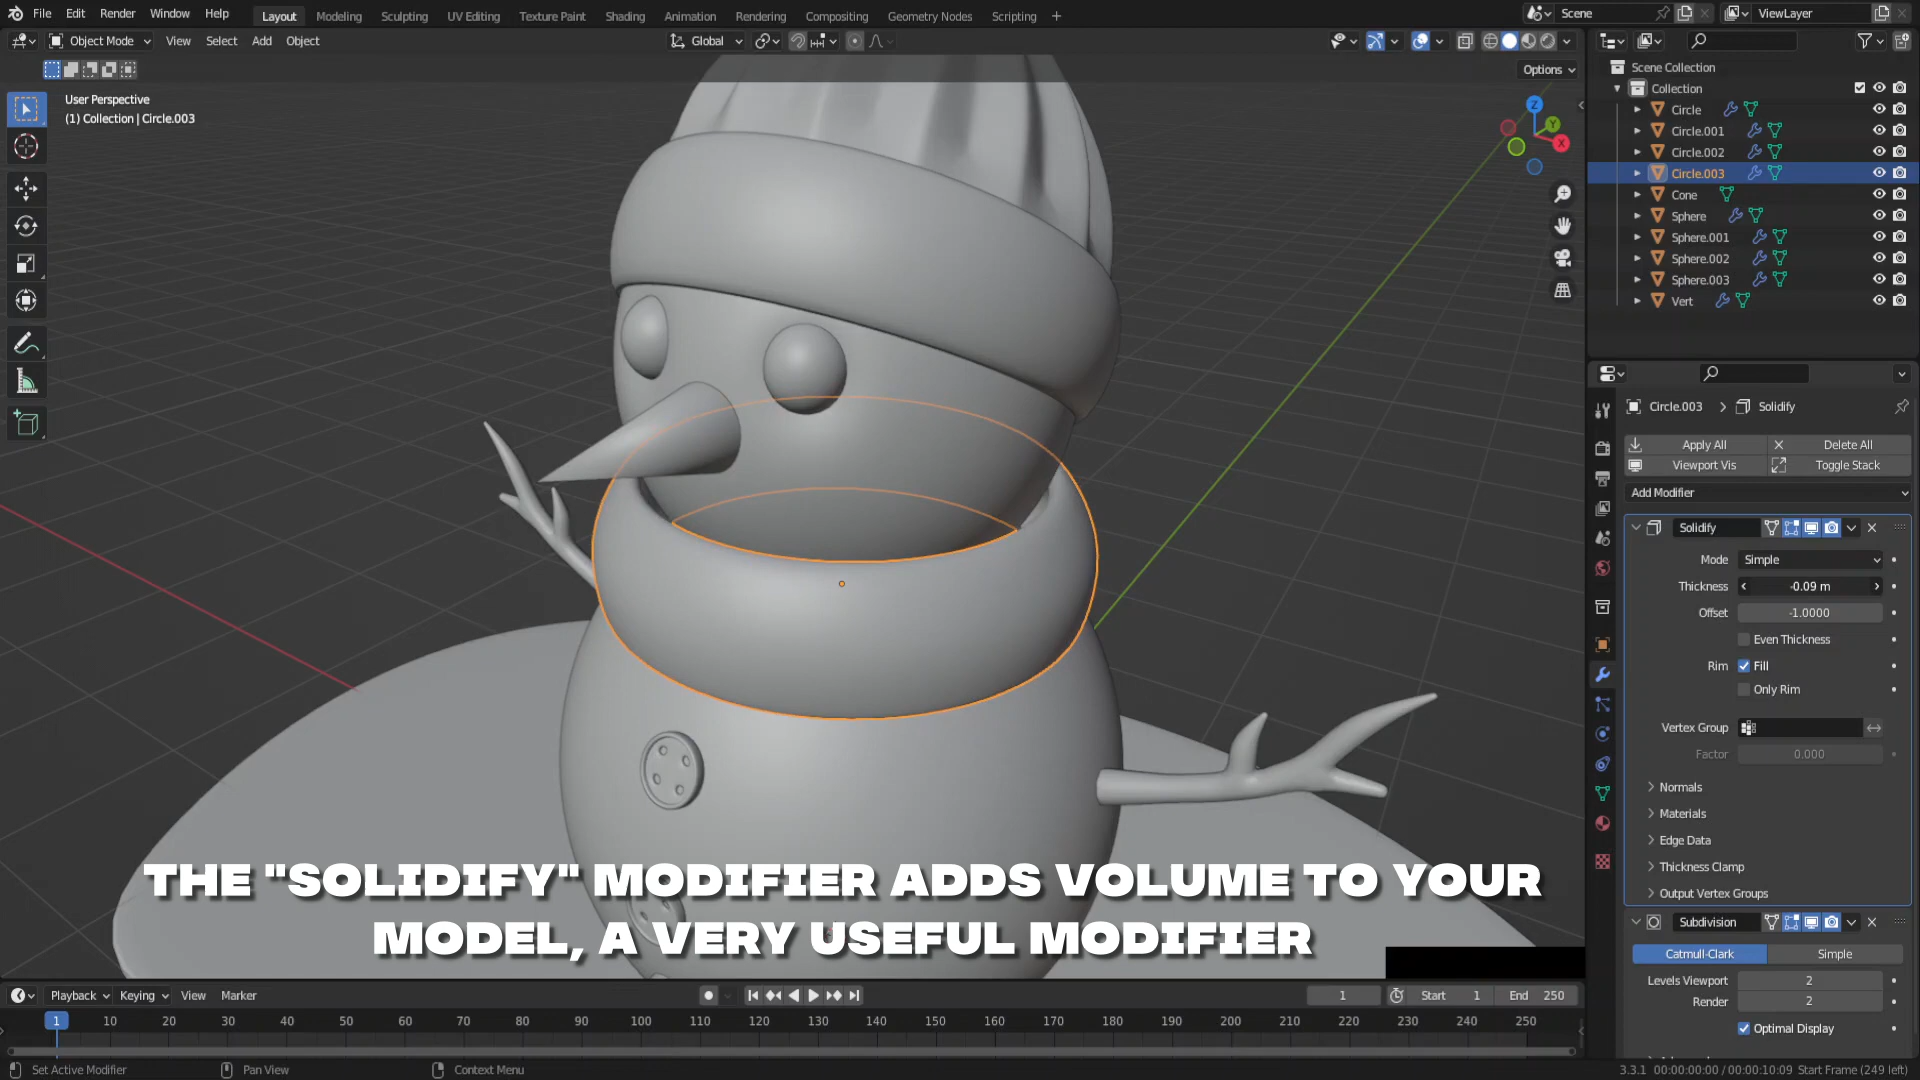 File Edit Render Window Help Layout Modeling Sculpting UV Editing Texture Paint Shading Animation Rendering Compositing Geometry Nodes Scripting + Scene ViewLayer
Object Mode View Select Add Object Global
Options
User Perspective
(1) Collection | Circle.003
Z
Y
X
Scene Collection
Collection
Circle
Circle.001
Circle.002
Circle.003
Cone
Sphere
Sphere.001
Sphere.002
Sphere.003
Vert
Circle.003 > Solidify
Apply All Delete All
Viewport Vis Toggle Stack
Add Modifier
Solidify
Mode Simple
Thickness -0.09 m
Offset -1.0000
Even Thickness
Rim Fill
Only Rim
Vertex Group
Factor 0.000
Normals
Materials
Edge Data
Thickness Clamp
Output Vertex Groups
Subdivision
Catmull-Clark Simple
Levels Viewport 2
Render 2
Optimal Display
THE "SOLIDIFY" MODIFIER ADDS VOLUME TO YOUR
MODEL, A VERY USEFUL MODIFIER
Playback Keying View Marker 1 Start 1 End 250
1 10 20 30 40 50 60 70 80 90 100 110 120 130 140 150 160 170 180 190 200 210 220 230 240 250
Set Active Modifier Pan View Context Menu 3.3.1 00:00:00:00 / 00:00:10:09 Start Frame (249 left)